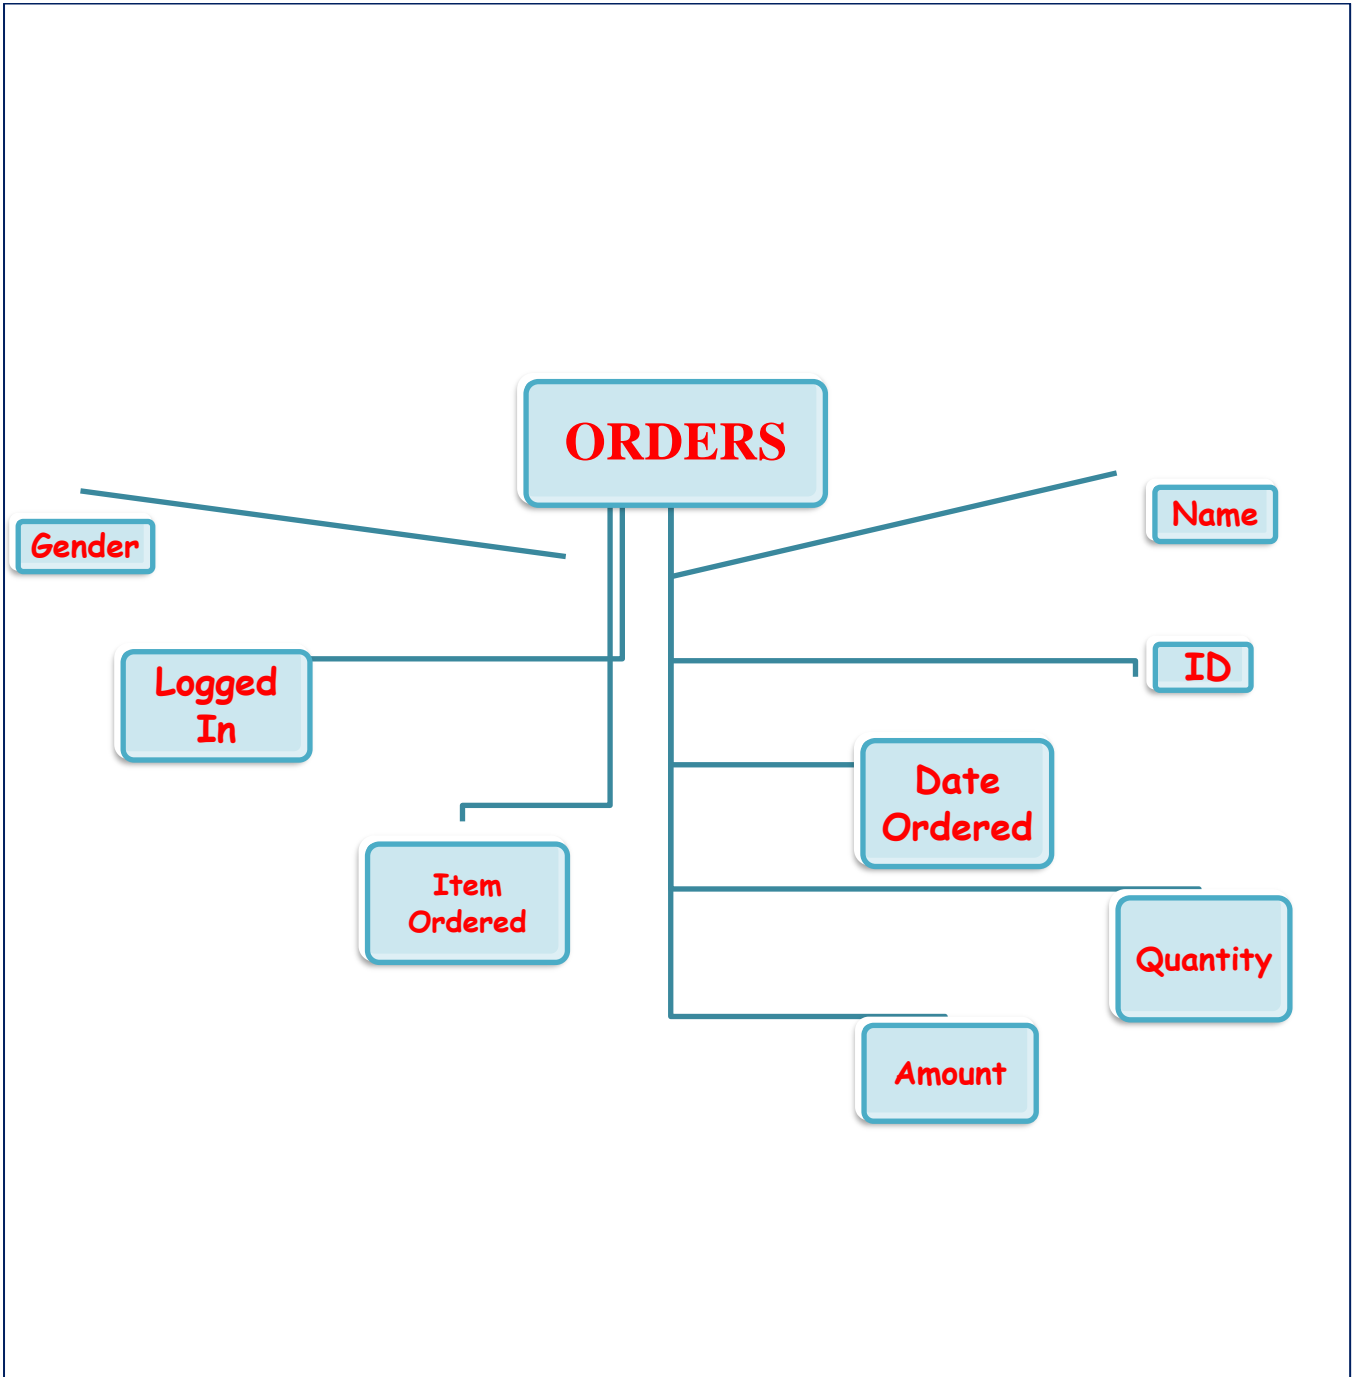 ORDERS
Name
Gender
ID
Logged
In
Date
Ordered
Item
Ordered
Quantity
Amount